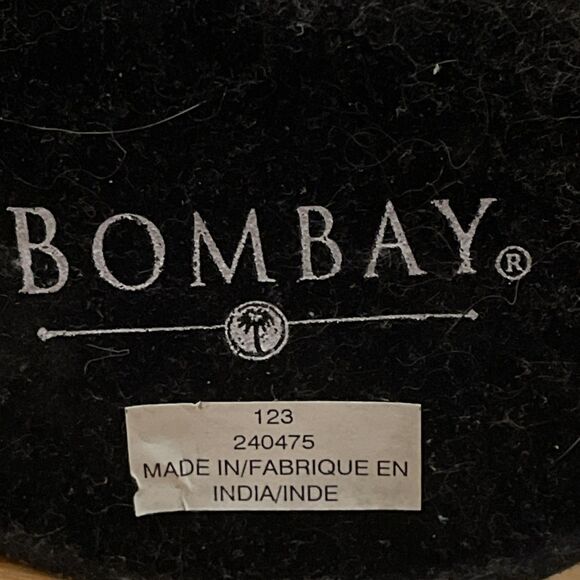 BOMBAY®
123
240475
MADE IN/FABRIQUE EN
INDIA/INDE